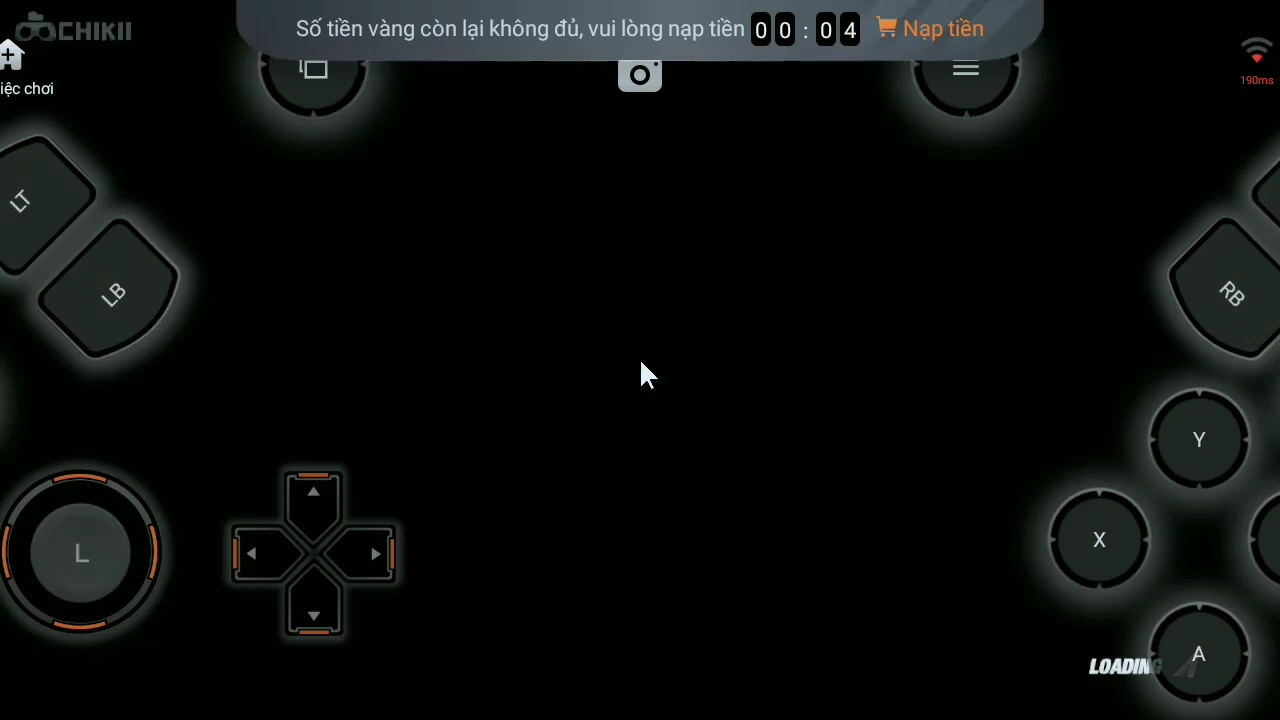 CHIKII
Số tiền vàng còn lại không đủ, vui lòng nạp tiền 00:04 Nạp tiền
iệc chơi
190ms
LT
LB
RB
Y
L
X
A
LOADING